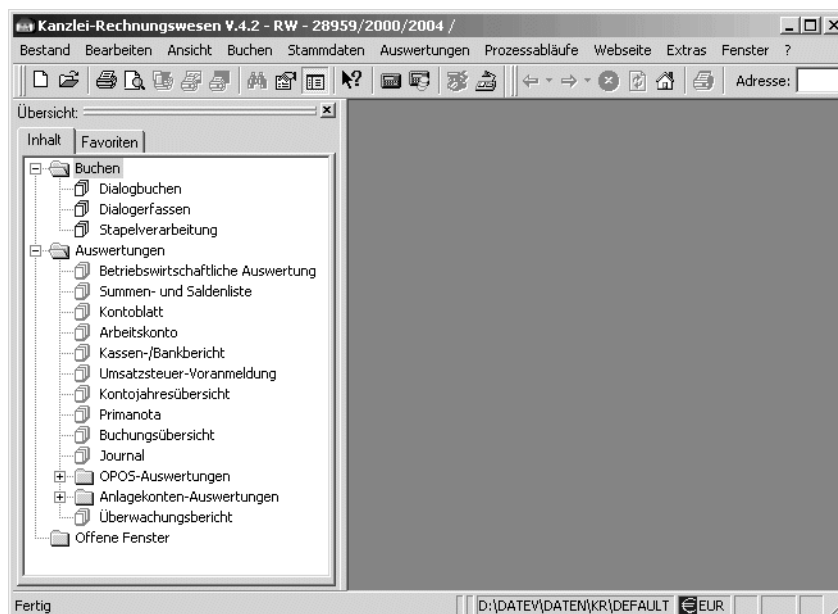 Kanzlei-Rechnungswesen V.4.2 - RW - 28959/2000/2004 /
Bestand Bearbeiten Ansicht Buchen Stammdaten Auswertungen Prozessabläufe Webseite Extras Fenster ?
Adresse:
Übersicht:
Inhalt Favoriten
Buchen
Dialogbuchen
Dialogerfassen
Stapelverarbeitung
Auswertungen
Betriebswirtschaftliche Auswertung
Summen- und Saldenliste
Kontoblatt
Arbeitskonto
Kassen-/Bankbericht
Umsatzsteuer-Voranmeldung
Kontojahresübersicht
Primanota
Buchungsübersicht
Journal
OPOS-Auswertungen
Anlagekonten-Auswertungen
Überwachungsbericht
Offene Fenster
Fertig D:\DATEV\DATEN\KR\DEFAULT EUR